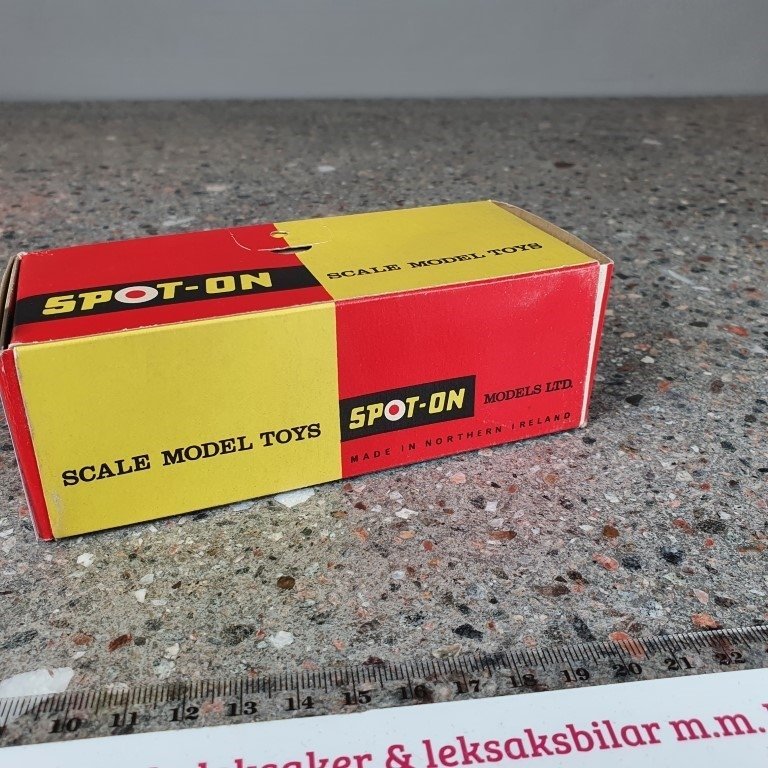 SPOT-ON
SCALE MODEL TOYS
SCALE MODEL TOYS
SPOT-ON MODELS LTD.
MADE IN NORTHERN IRELAND
10 11 12 13 14 15 16 17 18 19 20 21 22
& leksaksbilar m.m.